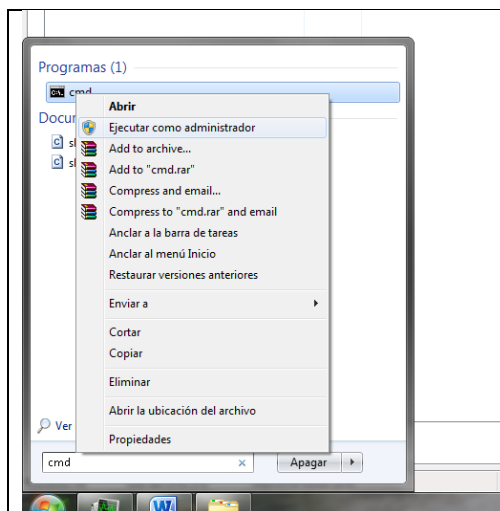 Programas (1)
cmd
Abrir
Ejecutar como administrador
Add to archive...
Add to "cmd.rar"
Compress and email...
Compress to "cmd.rar" and email
Anclar a la barra de tareas
Anclar al menú Inicio
Restaurar versiones anteriores
Enviar a
Cortar
Copiar
Eliminar
Abrir la ubicación del archivo
Propiedades
Ver
cmd
Apagar